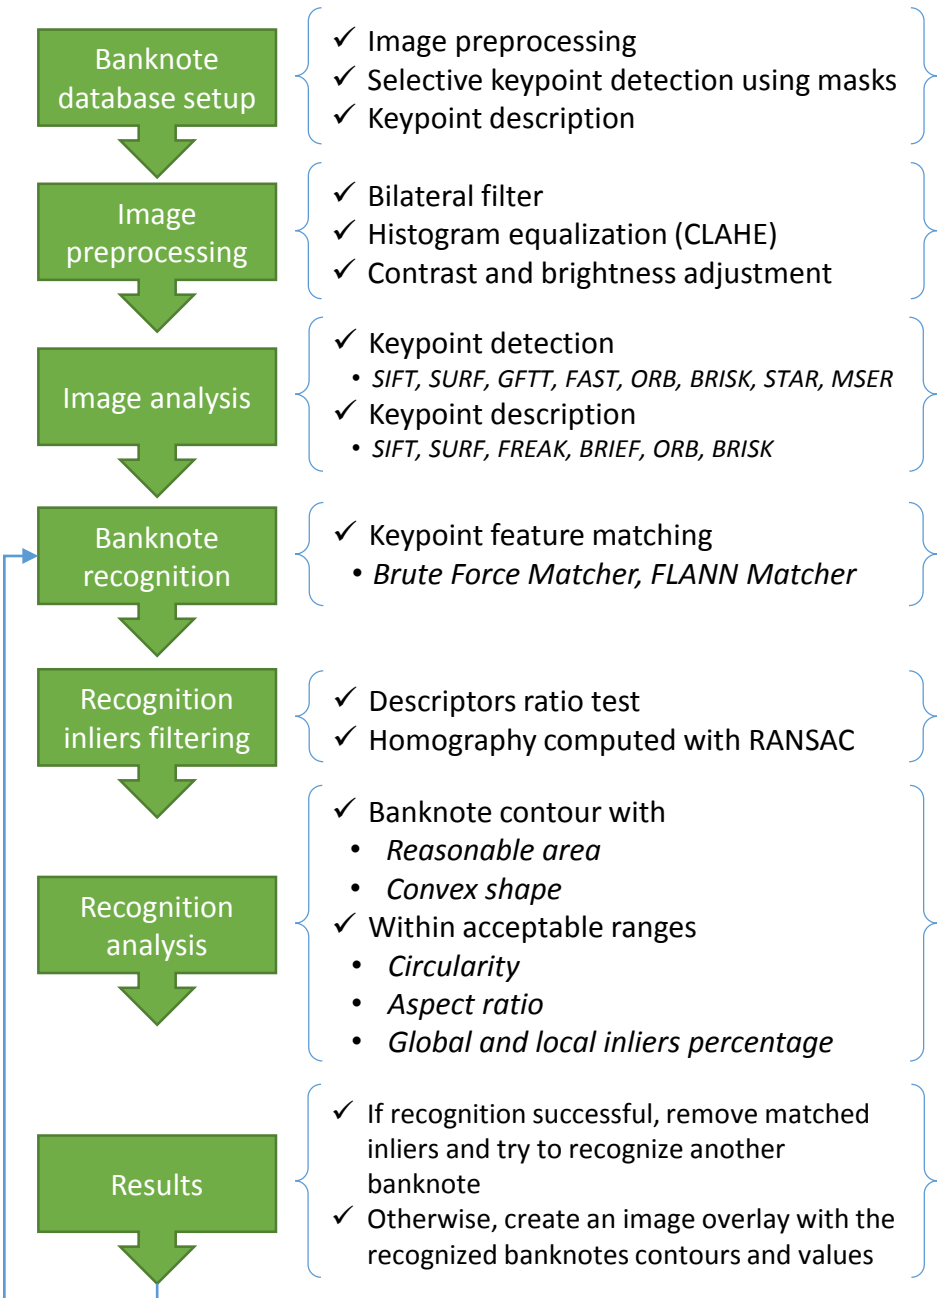 Banknote
database setup
✓ Image preprocessing
✓ Selective keypoint detection using masks
✓ Keypoint description
Image
preprocessing
✓ Bilateral filter
✓ Histogram equalization (CLAHE)
✓ Contrast and brightness adjustment
Image analysis
✓ Keypoint detection
• SIFT, SURF, GFTT, FAST, ORB, BRISK, STAR, MSER
✓ Keypoint description
• SIFT, SURF, FREAK, BRIEF, ORB, BRISK
Banknote
recognition
✓ Keypoint feature matching
• Brute Force Matcher, FLANN Matcher
Recognition
inliers filtering
✓ Descriptors ratio test
✓ Homography computed with RANSAC
Recognition
analysis
✓ Banknote contour with
• Reasonable area
• Convex shape
✓ Within acceptable ranges
• Circularity
• Aspect ratio
• Global and local inliers percentage
Results
✓ If recognition successful, remove matched
inliers and try to recognize another
banknote
✓ Otherwise, create an image overlay with the
recognized banknotes contours and values